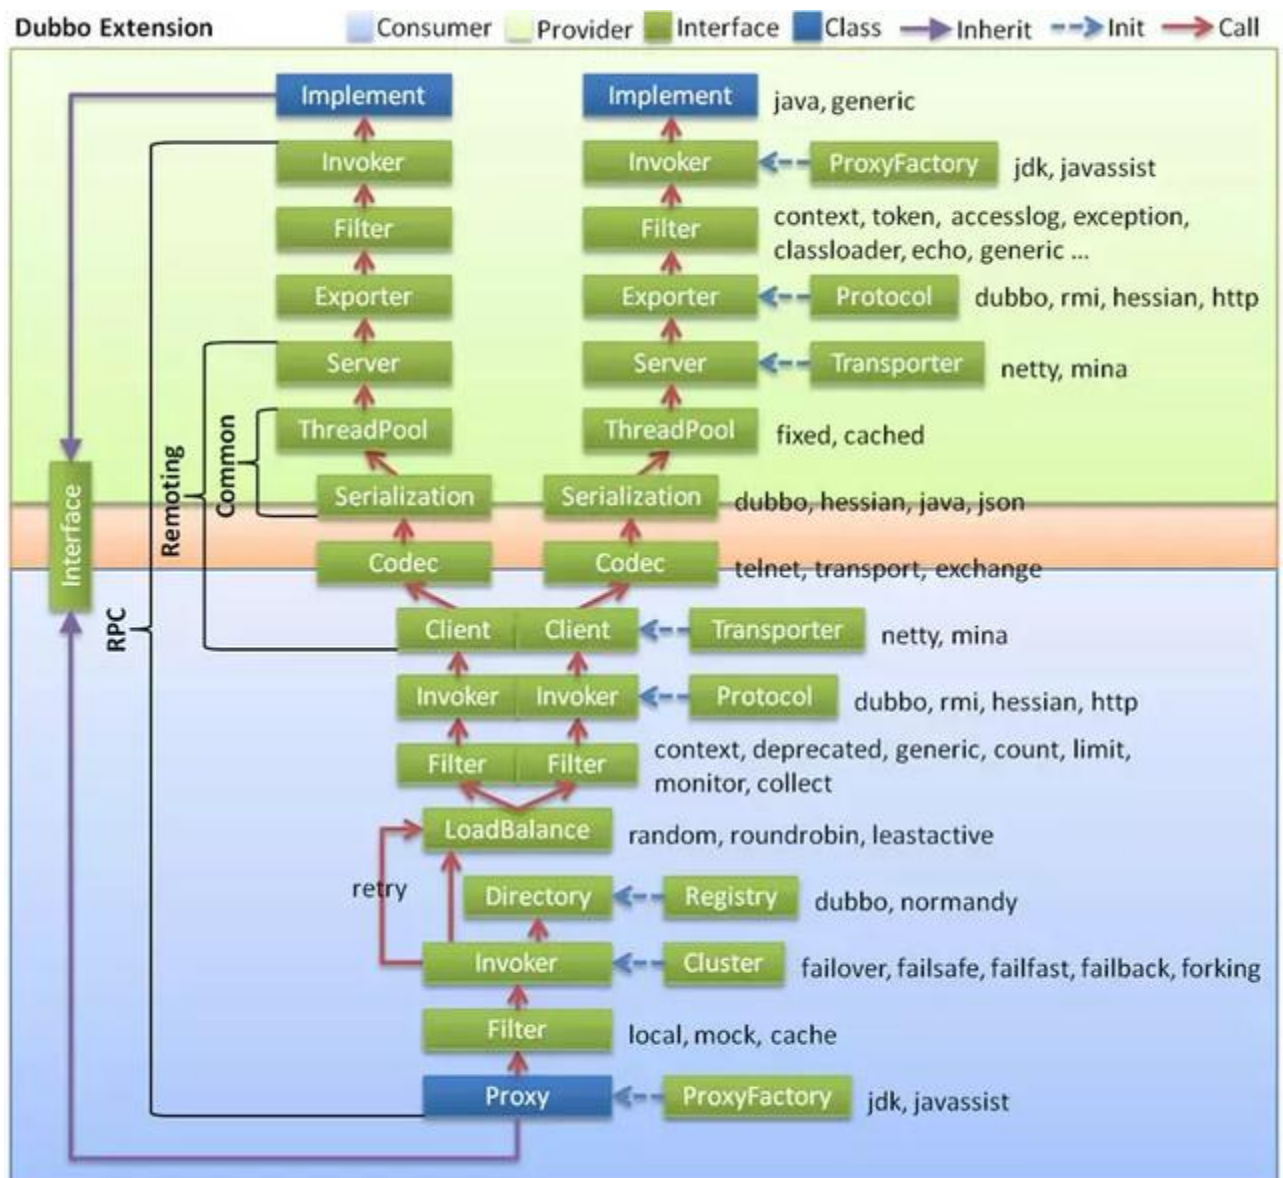 Dubbo Extension Consumer Provider Interface Class Inherit Init Call
Implement Implement java, generic
Invoker Invoker ProxyFactory jdk, javassist
Filter Filter context, token, accesslog, exception,
classloader, echo, generic ...
Exporter Exporter Protocol dubbo, rmi, hessian, http
Server Server Transporter netty, mina
ThreadPool ThreadPool fixed, cached
Common
Remoting
Serialization Serialization dubbo, hessian, java, json
Interface
Codec Codec telnet, transport, exchange
RPC
Client Client Transporter netty, mina
Invoker Invoker Protocol dubbo, rmi, hessian, http
Filter Filter context, deprecated, generic, count, limit,
monitor, collect
LoadBalance random, roundrobin, leastactive
retry
Directory Registry dubbo, normandy
Invoker Cluster failover, failsafe, failfast, failback, forking
Filter local, mock, cache
Proxy ProxyFactory jdk, javassist